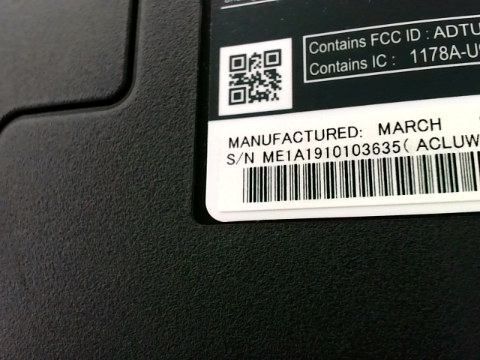 Contains FCC ID : ADTU
Contains IC : 1178A-U
MANUFACTURED: MARCH
S/N ME1A1910103635( ACLUW